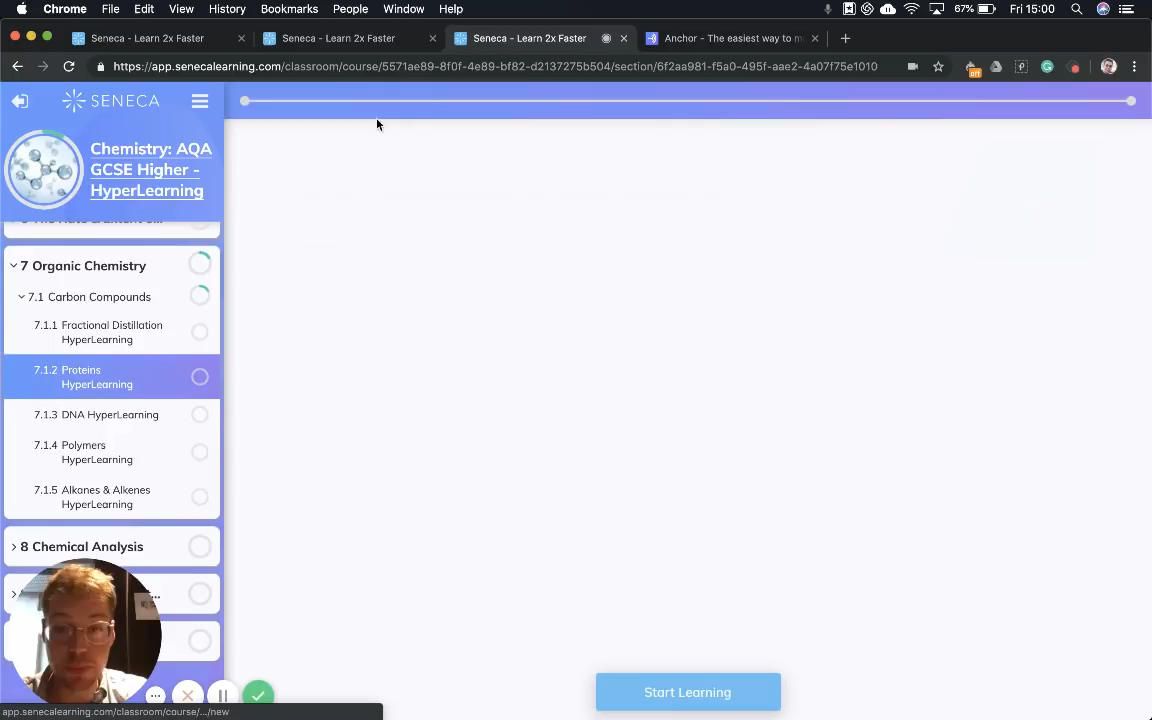 Chrome File Edit View History Bookmarks People Window Help 67% Fri 15:00
Seneca - Learn 2x Faster
Seneca - Learn 2x Faster
Seneca - Learn 2x Faster
Anchor - The easiest way to m
https://app.senecalearning.com/classroom/course/5571ae89-8f0f-4e89-bf82-d2137275b504/section/6f2aa981-f5a0-495f-aae2-4a07f75e1010
off
SENECA
Chemistry: AQA
GCSE Higher -
HyperLearning
7 Organic Chemistry
7.1 Carbon Compounds
7.1.1 Fractional Distillation
HyperLearning
7.1.2 Proteins
HyperLearning
7.1.3 DNA HyperLearning
7.1.4 Polymers
HyperLearning
7.1.5 Alkanes & Alkenes
HyperLearning
8 Chemical Analysis
Start Learning
app.senecalearning.com/classroom/course/.../new